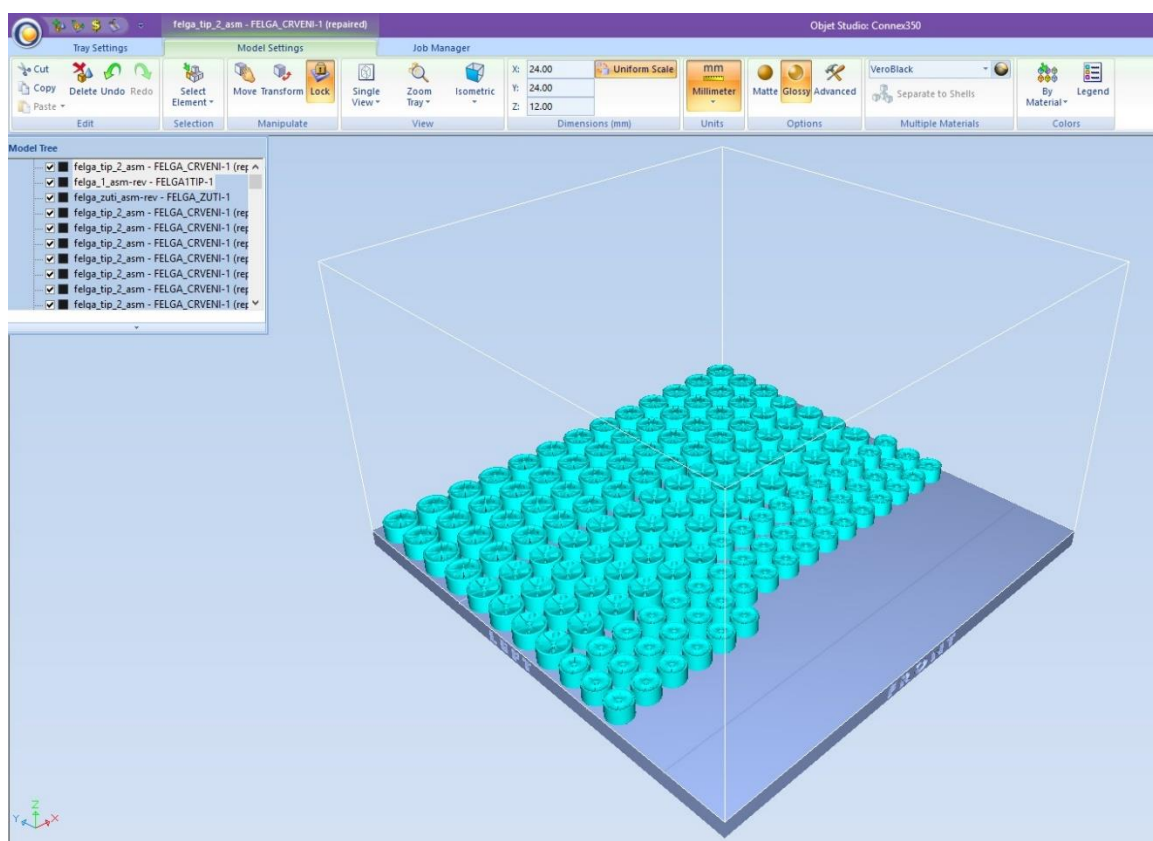 felga_tip_2_asm - FELGA_CRVENI-1 (repaired) Objet Studio: Connex350
Tray Settings Model Settings Job Manager
Cut
Copy
Paste
Delete Undo Redo
Edit
Select Element
Selection
Move Transform Lock
Manipulate
Single View Zoom Tray Isometric
View
X: 24.00 Uniform Scale
Y: 24.00
Z: 12.00
Dimensions (mm)
mm
Millimeter
Units
Matte Glossy Advanced
Options
VeroBlack
Separate to Shells
Multiple Materials
By Material Legend
Colors
Model Tree
felga_tip_2_asm - FELGA_CRVENI-1 (rep
felga_1_asm-rev - FELGA1TIP-1
felga_zuti_asm-rev - FELGA_ZUTI-1
felga_tip_2_asm - FELGA_CRVENI-1 (rep
felga_tip_2_asm - FELGA_CRVENI-1 (rep
felga_tip_2_asm - FELGA_CRVENI-1 (rep
felga_tip_2_asm - FELGA_CRVENI-1 (rep
felga_tip_2_asm - FELGA_CRVENI-1 (rep
felga_tip_2_asm - FELGA_CRVENI-1 (rep
felga_tip_2_asm - FELGA_CRVENI-1 (rep
LEFT
FRONT
Z
Y X